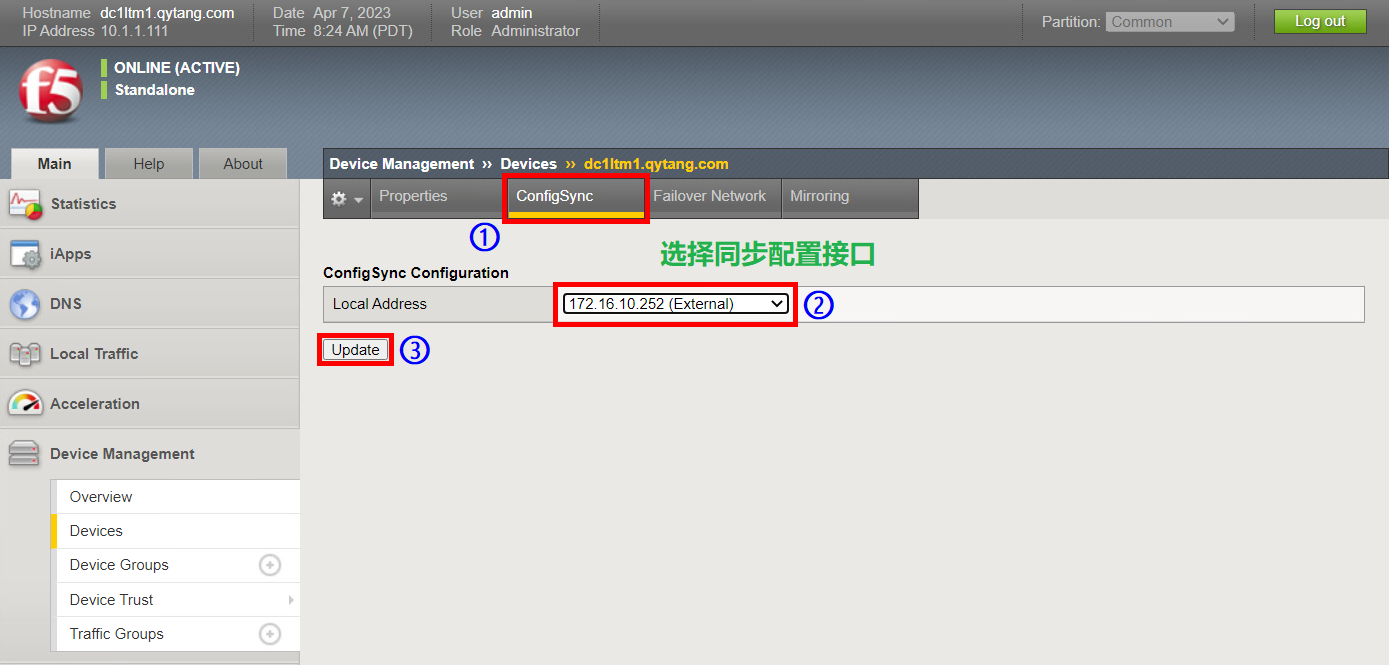 Hostname dc1ltm1.qytang.com Date Apr 7, 2023 User admin Partition: Common Log out
IP Address 10.1.1.111 Time 8:24 AM (PDT) Role Administrator
f5
ONLINE (ACTIVE)
Standalone
Main Help About
Device Management ›› Devices ›› dc1ltm1.qytang.com
Properties ConfigSync Failover Network Mirroring
①
选择同步配置接口
ConfigSync Configuration
Local Address 172.16.10.252 (External) ②
Update ③
Statistics
iApps
DNS
Local Traffic
Acceleration
Device Management
Overview
Devices
Device Groups
Device Trust
Traffic Groups